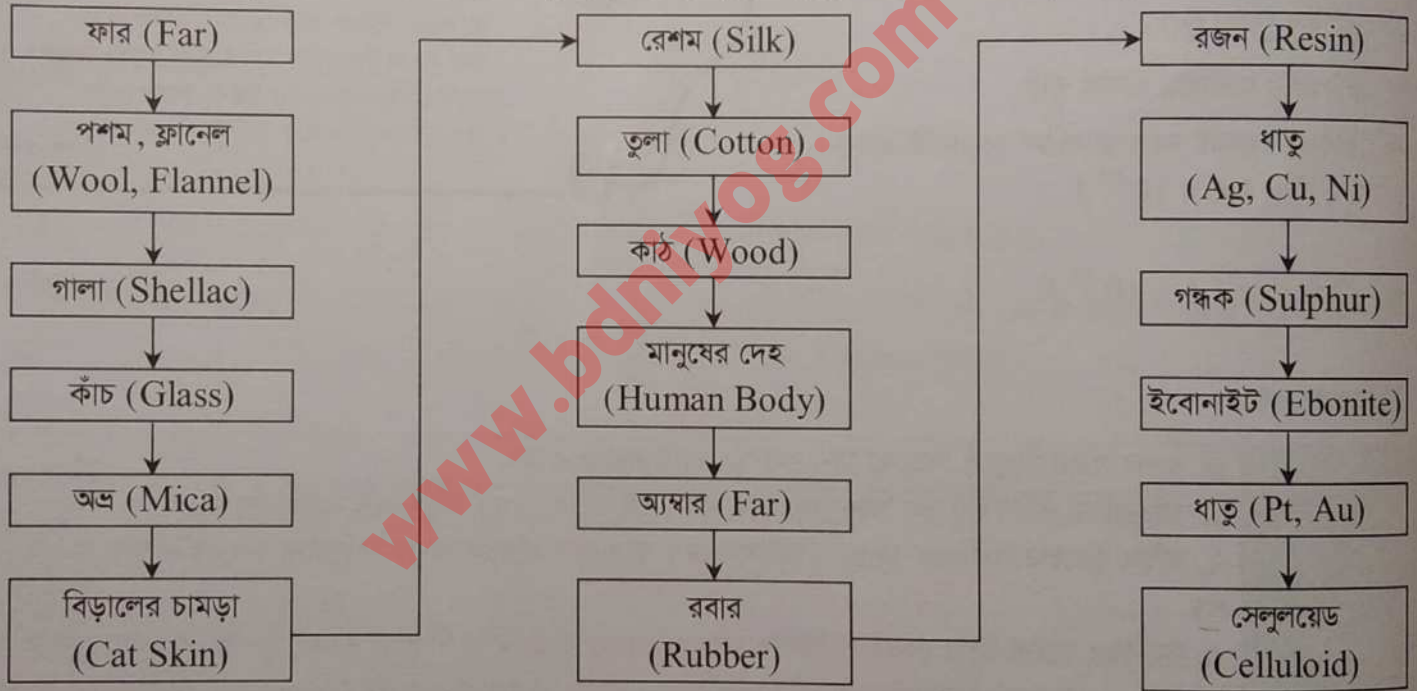 ফার (Far)
পশম, ফ্লানেল
(Wool, Flannel)
গালা (Shellac)
কাঁচ (Glass)
অভ্র (Mica)
বিড়ালের চামড়া
(Cat Skin)
রেশম (Silk)
তুলা (Cotton)
কাঠ (Wood)
মানুষের দেহ
(Human Body)
আম্বার (Far)
রবার
(Rubber)
রজন (Resin)
ধাতু
(Ag, Cu, Ni)
গন্ধক (Sulphur)
ইবোনাইট (Ebonite)
ধাতু (Pt, Au)
সেলুলয়েড
(Celluloid)
www.bdniyog.com